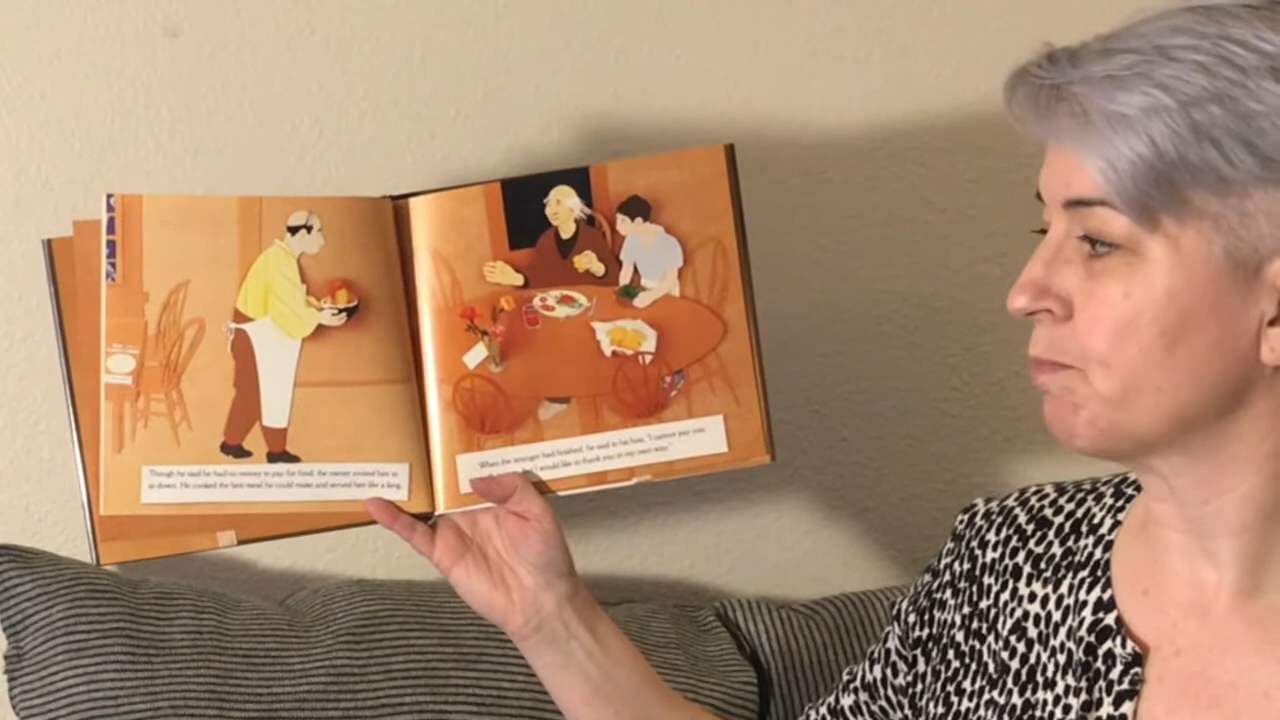 Though he said he had no money to pay for food, the owner invited him to
sit down. He cooked the best meal he could make and served him like a king.
When the stranger had finished, he said to his host, "I cannot pay you
I would like to thank you in my own way."